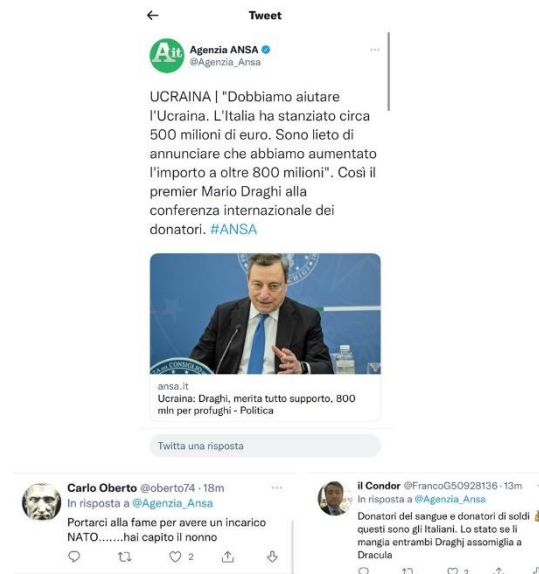 Tweet
Ait
Agenzia ANSA
@Agenzia_Ansa
UCRAINA | "Dobbiamo aiutare
l'Ucraina. L'Italia ha stanziato circa
500 milioni di euro. Sono lieto di
annunciare che abbiamo aumentato
l'importo a oltre 800 milioni". Così il
premier Mario Draghi alla
conferenza internazionale dei
donatori. #ANSA
ansa.it
Ucraina: Draghi, merita tutto supporto, 800
mln per profughi - Politica
Twitta una risposta
Carlo Oberto @oberto74 · 18m
In risposta a @Agenzia_Ansa
Portarci alla fame per avere un incarico
NATO.......hai capito il nonno
2
il Condor @FrancoG50928136 · 13m
In risposta a @Agenzia_Ansa
Donatori del sangue e donatori di soldi
questi sono gli Italiani. Lo stato se li
mangia entrambi Draghj assomiglia a
Dracula
2